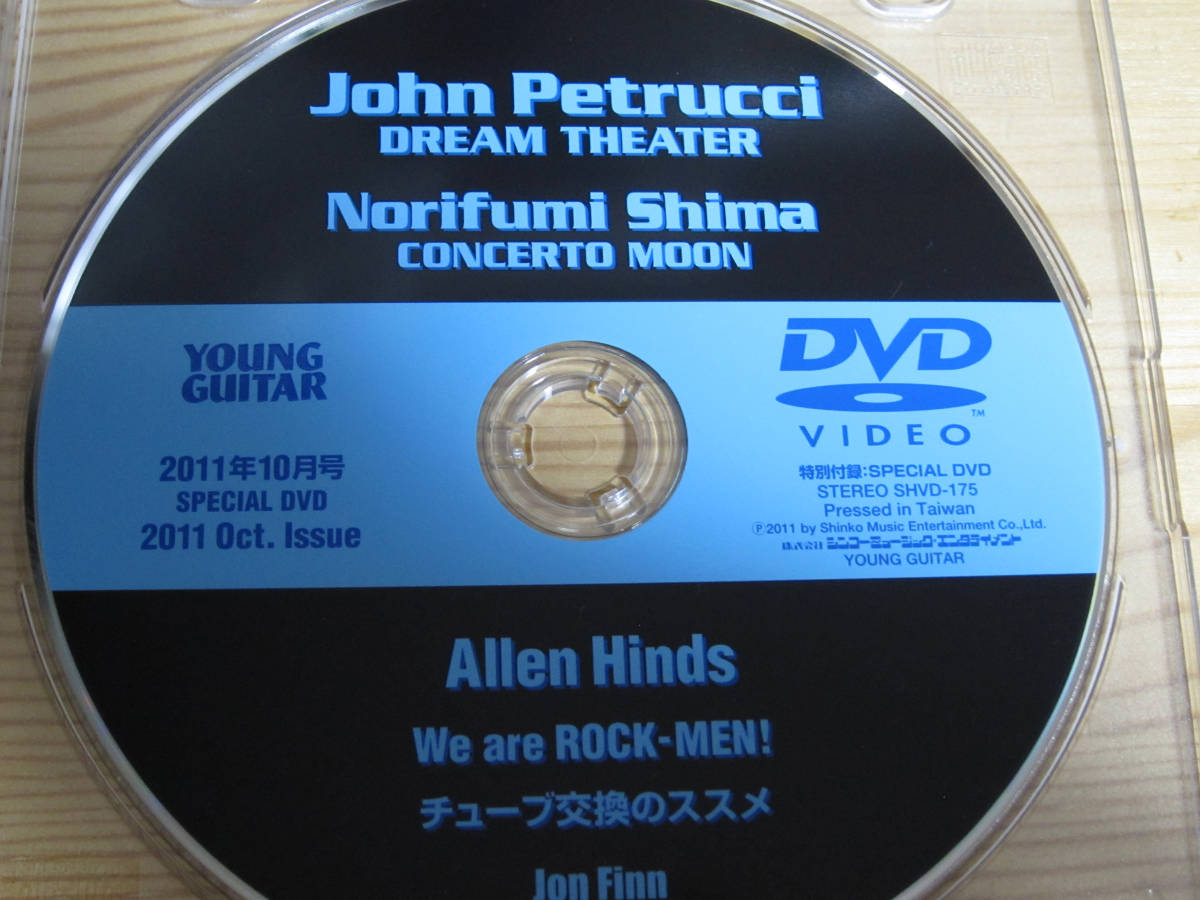 John Petrucci
DREAM THEATER
Norifumi Shima
CONCERTO MOON
YOUNG
GUITAR
2011年10月号
SPECIAL DVD
2011 Oct. Issue
DVD
TM
VIDEO
特別付録:SPECIAL DVD
STEREO SHVD-175
Pressed in Taiwan
Ⓟ2011 by Shinko Music Entertainment Co.,Ltd.
株式会社 シンコーミュージック・エンタテイメント
YOUNG GUITAR
Allen Hinds
We are ROCK-MEN!
チューブ交換のススメ
Jon Finn